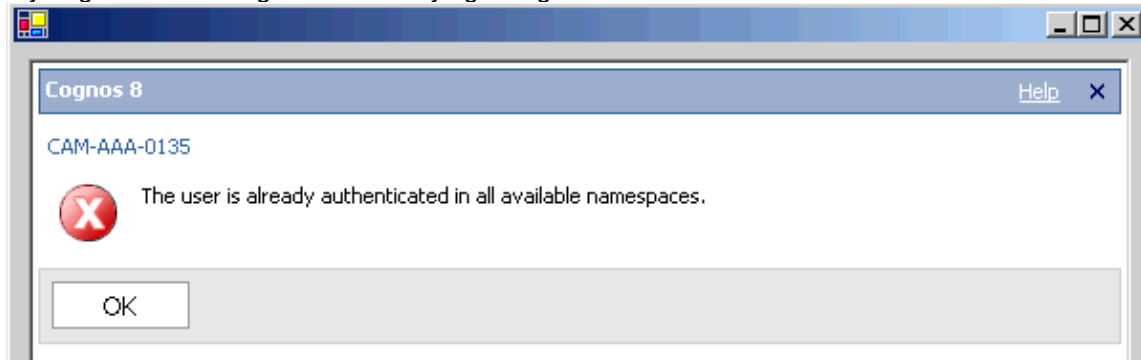 Cognos 8 Help
CAM-AAA-0135
The user is already authenticated in all available namespaces.
OK